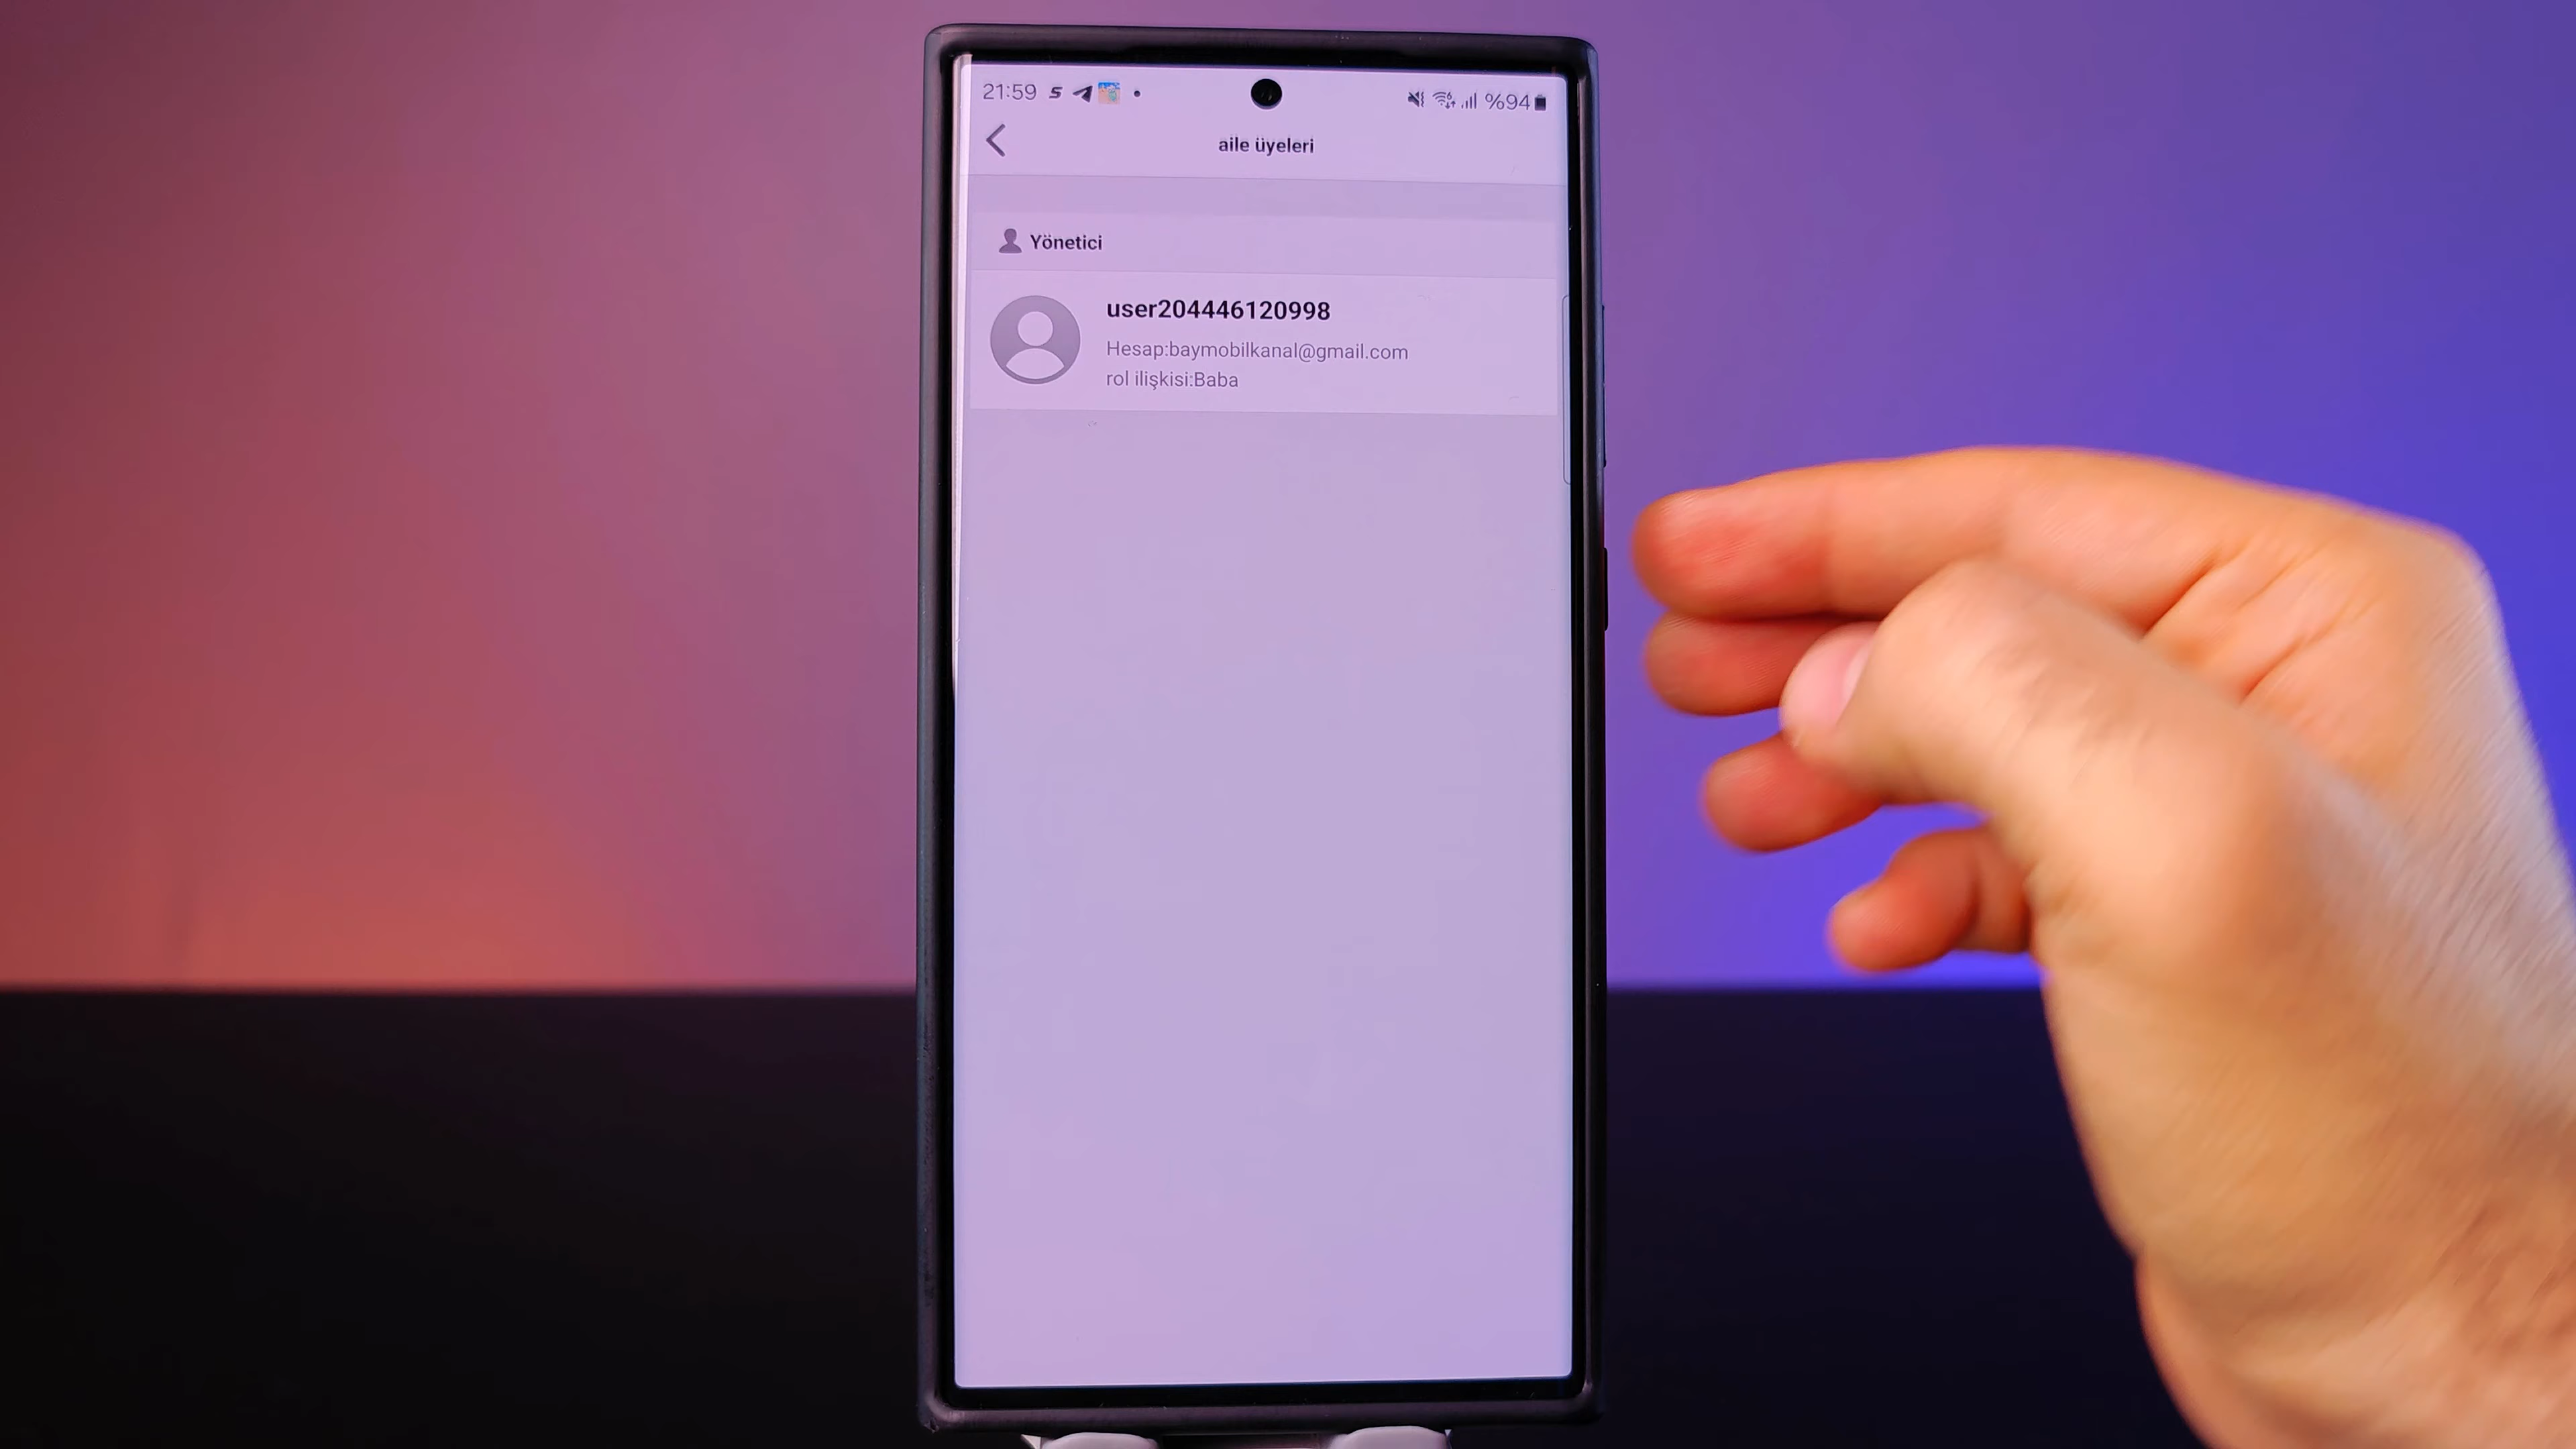 21:59 %94
aile üyeleri
Yönetici
user204446120998
Hesap:baymobilkanal@gmail.com
rol ilişkisi:Baba